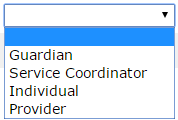 Guardian
Service Coordinator
Individual
Provider